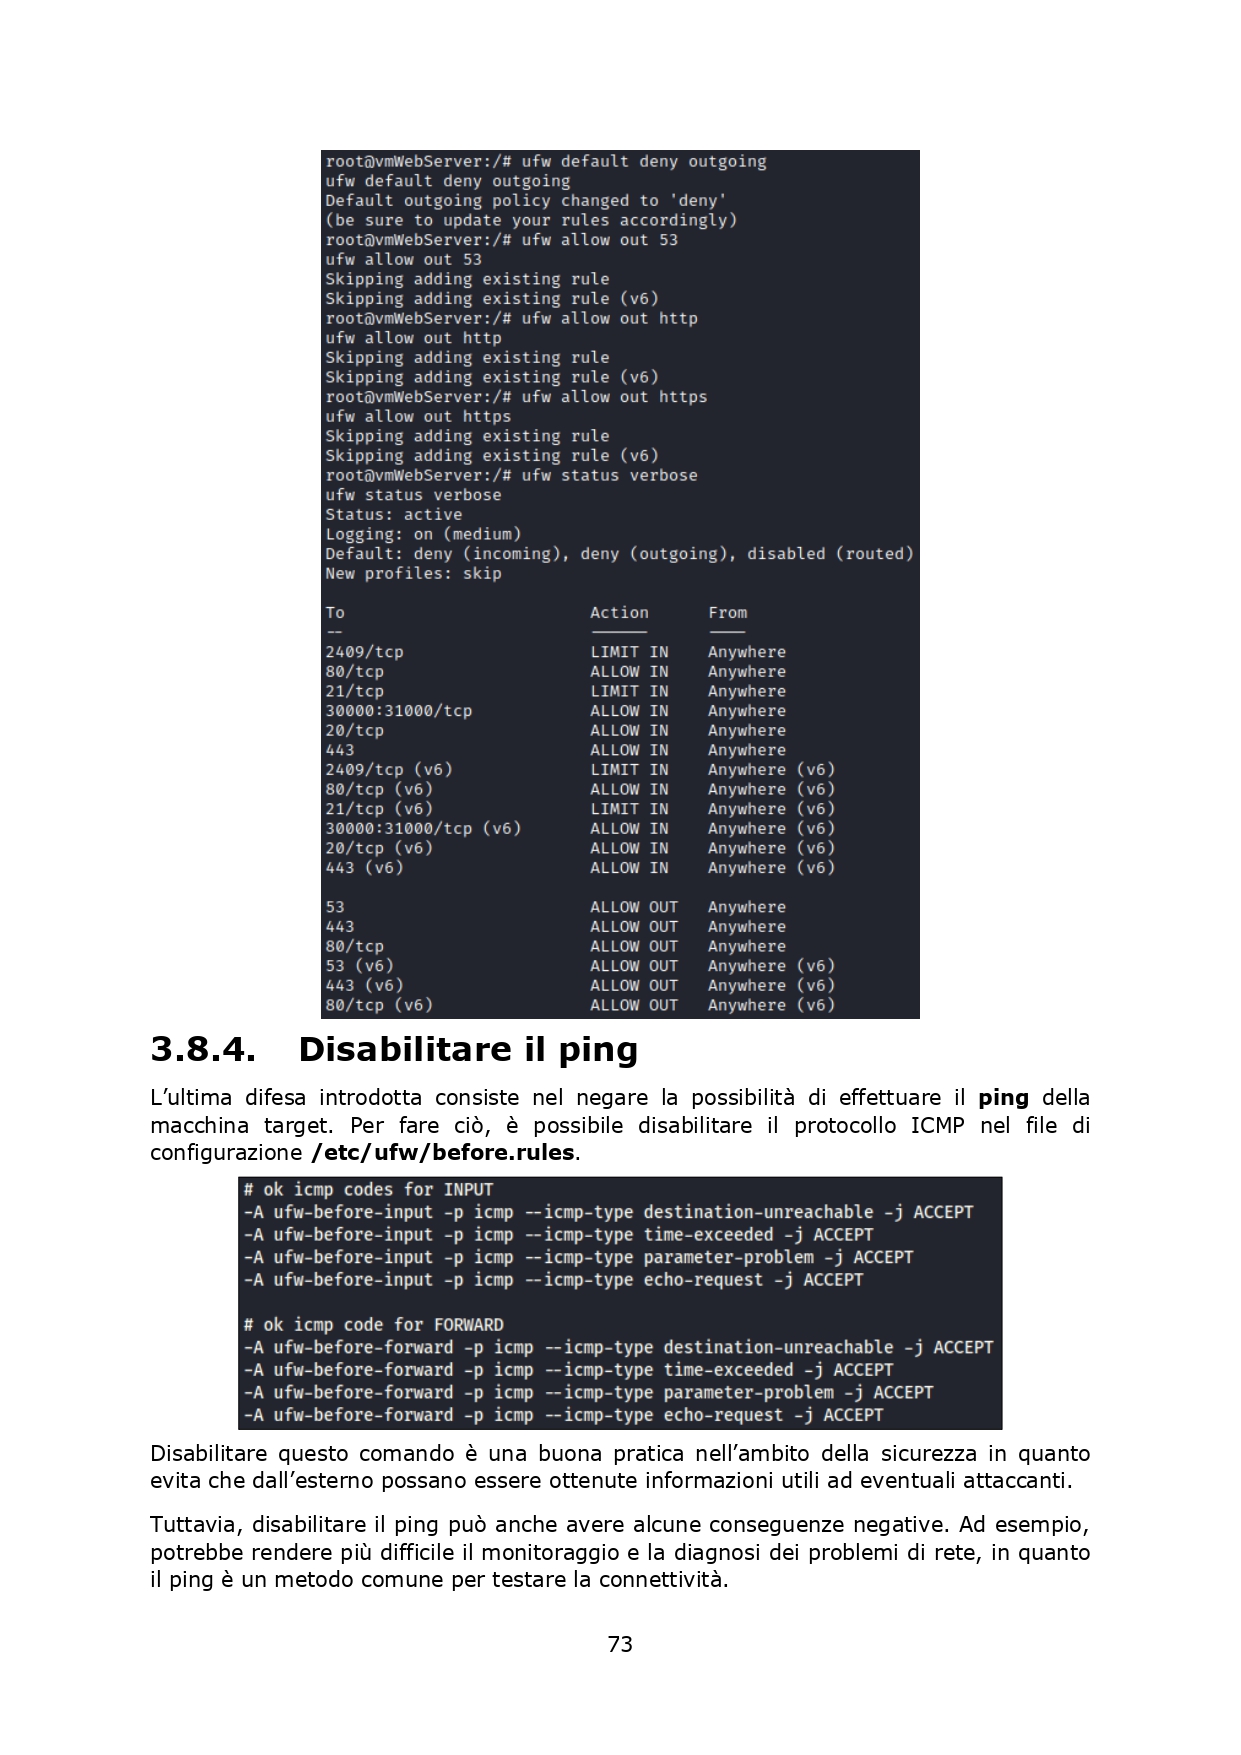 root@vmWebServer:/# ufw default deny outgoing
ufw default deny outgoing
Default outgoing policy changed to 'deny'
(be sure to update your rules accordingly)
root@vmWebServer:/# ufw allow out 53
ufw allow out 53
Skipping adding existing rule
Skipping adding existing rule (v6)
root@vmWebServer:/# ufw allow out http
ufw allow out http
Skipping adding existing rule
Skipping adding existing rule (v6)
root@vmWebServer:/# ufw allow out https
ufw allow out https
Skipping adding existing rule
Skipping adding existing rule (v6)
root@vmWebServer:/# ufw status verbose
ufw status verbose
Status: active
Logging: on (medium)
Default: deny (incoming), deny (outgoing), disabled (routed)
New profiles: skip
To Action From
-- ------ ----
2409/tcp LIMIT IN Anywhere
80/tcp ALLOW IN Anywhere
21/tcp LIMIT IN Anywhere
30000:31000/tcp ALLOW IN Anywhere
20/tcp ALLOW IN Anywhere
443 ALLOW IN Anywhere
2409/tcp (v6) LIMIT IN Anywhere (v6)
80/tcp (v6) ALLOW IN Anywhere (v6)
21/tcp (v6) LIMIT IN Anywhere (v6)
30000:31000/tcp (v6) ALLOW IN Anywhere (v6)
20/tcp (v6) ALLOW IN Anywhere (v6)
443 (v6) ALLOW IN Anywhere (v6)
53 ALLOW OUT Anywhere
443 ALLOW OUT Anywhere
80/tcp ALLOW OUT Anywhere
53 (v6) ALLOW OUT Anywhere (v6)
443 (v6) ALLOW OUT Anywhere (v6)
80/tcp (v6) ALLOW OUT Anywhere (v6)
3.8.4. Disabilitare il ping
L’ultima difesa introdotta consiste nel negare la possibilità di effettuare il ping della
macchina target. Per fare ciò, è possibile disabilitare il protocollo ICMP nel file di
configurazione /etc/ufw/before.rules.
# ok icmp codes for INPUT
-A ufw-before-input -p icmp --icmp-type destination-unreachable -j ACCEPT
-A ufw-before-input -p icmp --icmp-type time-exceeded -j ACCEPT
-A ufw-before-input -p icmp --icmp-type parameter-problem -j ACCEPT
-A ufw-before-input -p icmp --icmp-type echo-request -j ACCEPT
# ok icmp code for FORWARD
-A ufw-before-forward -p icmp --icmp-type destination-unreachable -j ACCEPT
-A ufw-before-forward -p icmp --icmp-type time-exceeded -j ACCEPT
-A ufw-before-forward -p icmp --icmp-type parameter-problem -j ACCEPT
-A ufw-before-forward -p icmp --icmp-type echo-request -j ACCEPT
Disabilitare questo comando è una buona pratica nell’ambito della sicurezza in quanto
evita che dall’esterno possano essere ottenute informazioni utili ad eventuali attaccanti.
Tuttavia, disabilitare il ping può anche avere alcune conseguenze negative. Ad esempio,
potrebbe rendere più difficile il monitoraggio e la diagnosi dei problemi di rete, in quanto
il ping è un metodo comune per testare la connettività.
73